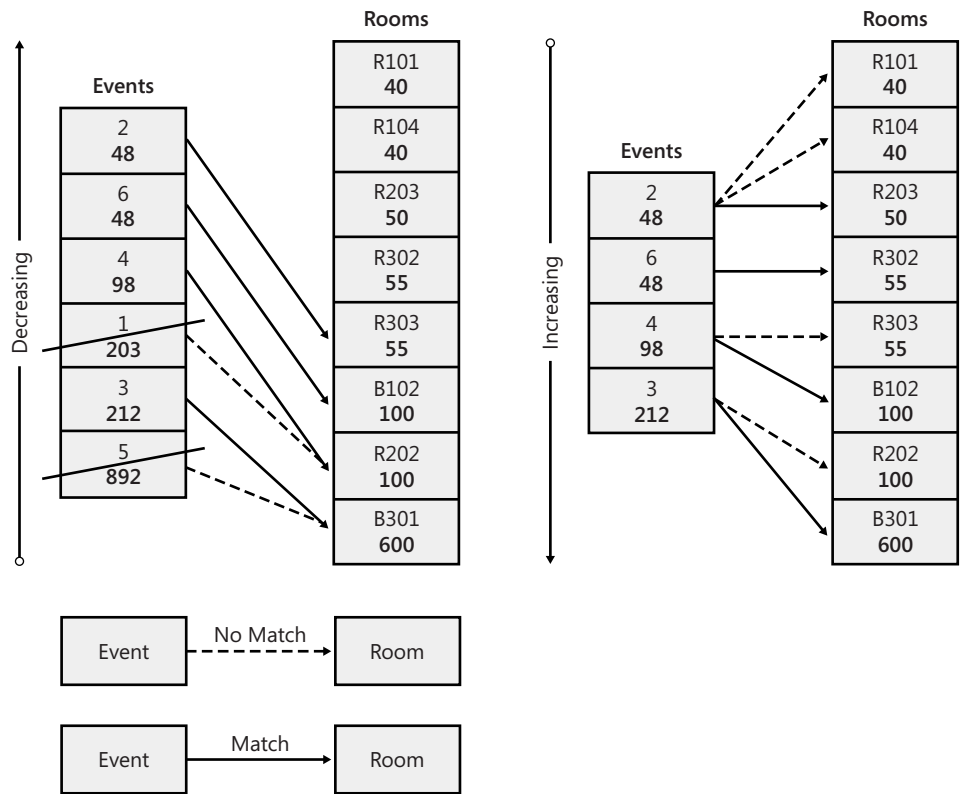 Decreasing
Events
2
48
6
48
4
98
1
203
3
212
5
892
Rooms
R101
40
R104
40
R203
50
R302
55
R303
55
B102
100
R202
100
B301
600
Increasing
Events
2
48
6
48
4
98
3
212
Rooms
R101
40
R104
40
R203
50
R302
55
R303
55
B102
100
R202
100
B301
600
Event
No Match
Room
Event
Match
Room